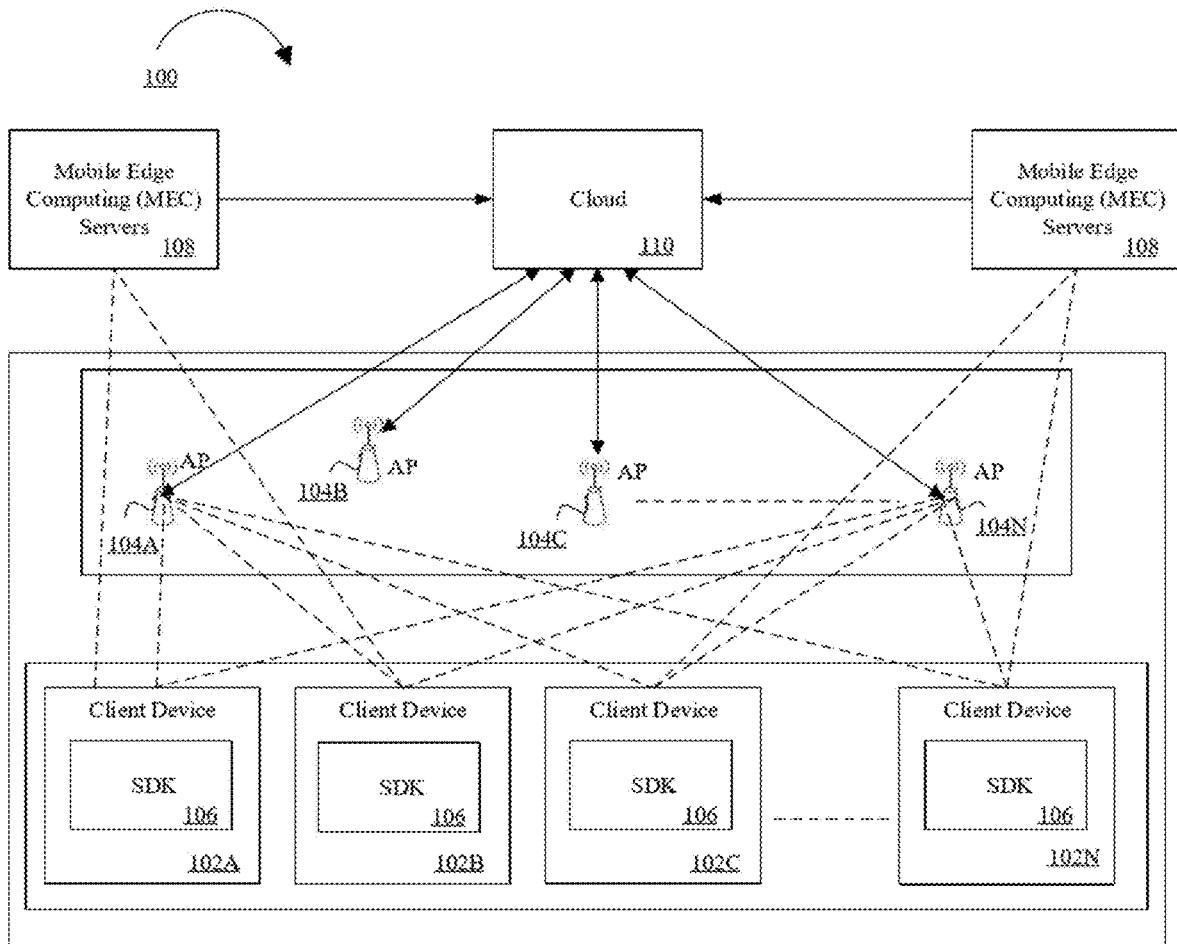 100
Mobile Edge
Computing (MEC)
Servers
108
Cloud
110
Mobile Edge
Computing (MEC)
Servers
108
AP
104A
AP
104B
AP
104C
AP
104N
Client Device
SDK
106
102A
Client Device
SDK
106
102B
Client Device
SDK
106
102C
Client Device
SDK
106
102N